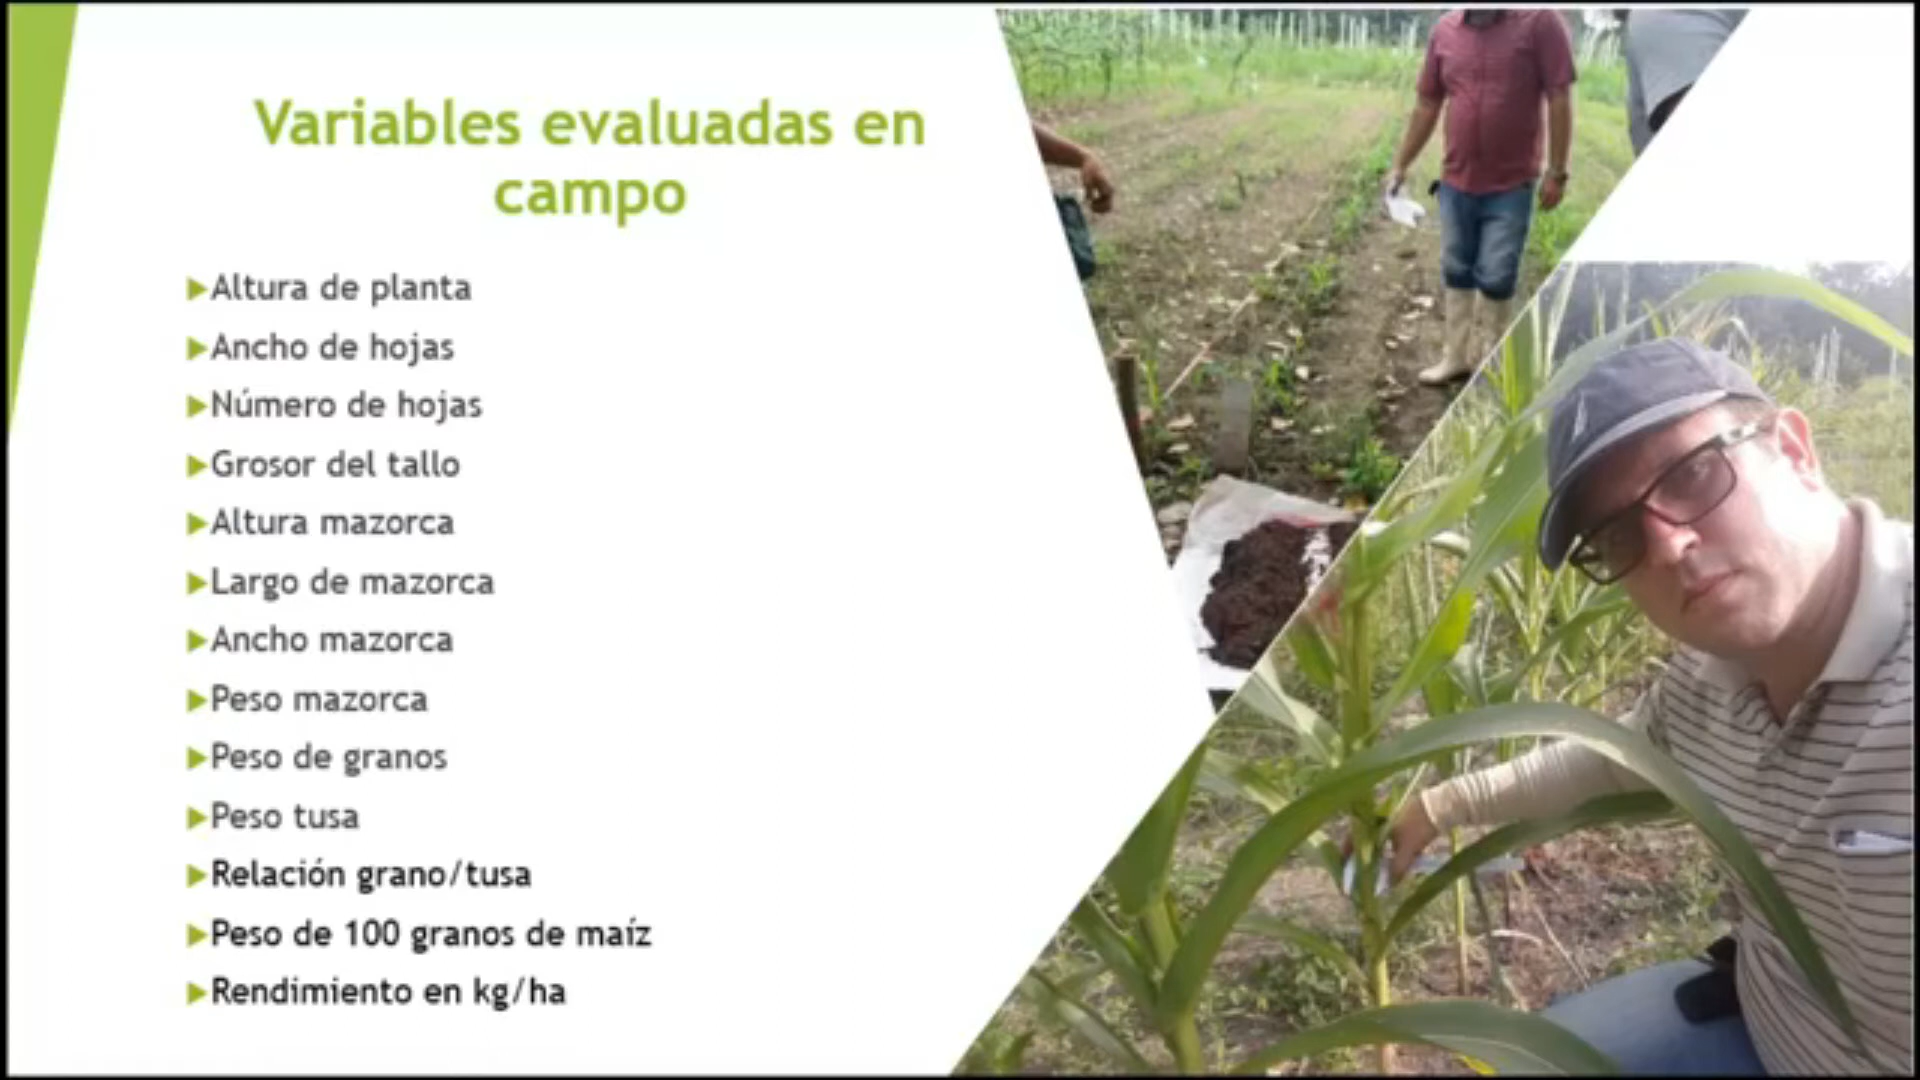 Variables evaluadas en
campo
Altura de planta
Ancho de hojas
Número de hojas
Grosor del tallo
Altura mazorca
Largo de mazorca
Ancho mazorca
Peso mazorca
Peso de granos
Peso tusa
Relación grano/tusa
Peso de 100 granos de maíz
Rendimiento en kg/ha